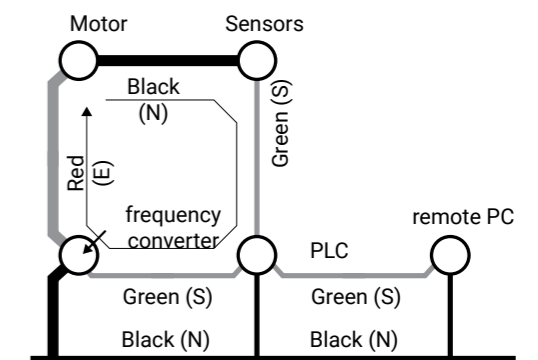 Motor
Sensors
Black
(N)
Green (S)
Red
(E)
frequency
converter
remote PC
PLC
Green (S)
Green (S)
Black (N)
Black (N)